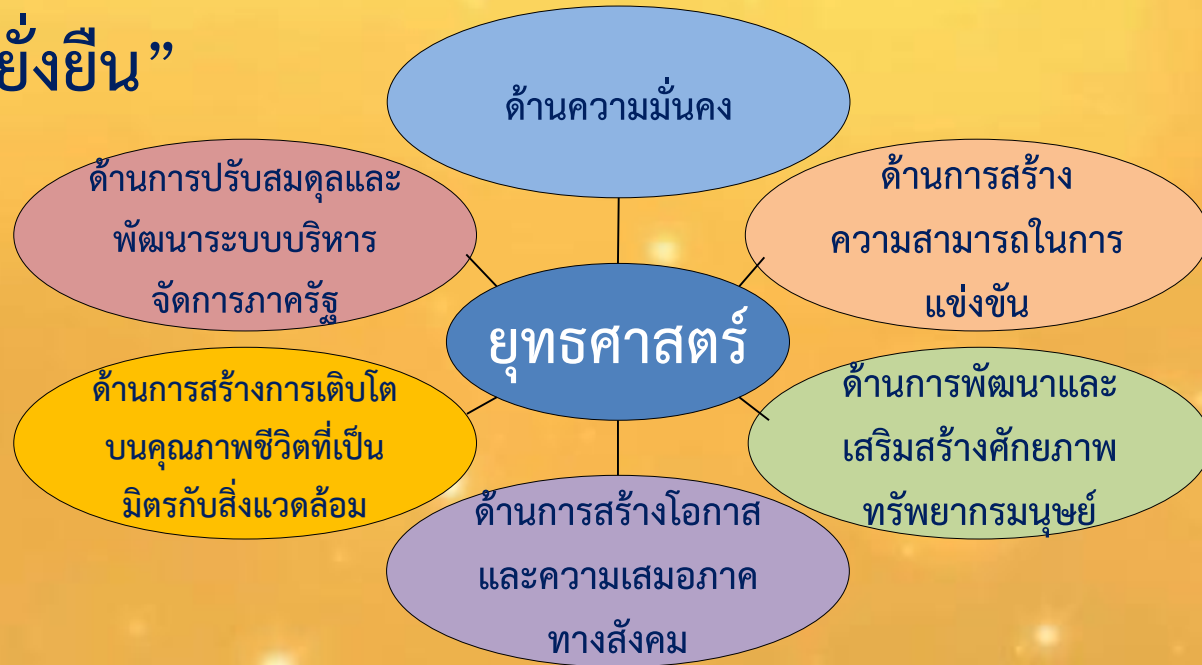 ยั่งยืน”
ด้านความมั่นคง
ด้านการปรับสมดุลและ
พัฒนาระบบบริหาร
จัดการภาครัฐ
ด้านการสร้าง
ความสามารถในการ
แข่งขัน
ยุทธศาสตร์
ด้านการสร้างการเติบโต
บนคุณภาพชีวิตที่เป็น
มิตรกับสิ่งแวดล้อม
ด้านการพัฒนาและ
เสริมสร้างศักยภาพ
ทรัพยากรมนุษย์
ด้านการสร้างโอกาส
และความเสมอภาค
ทางสังคม